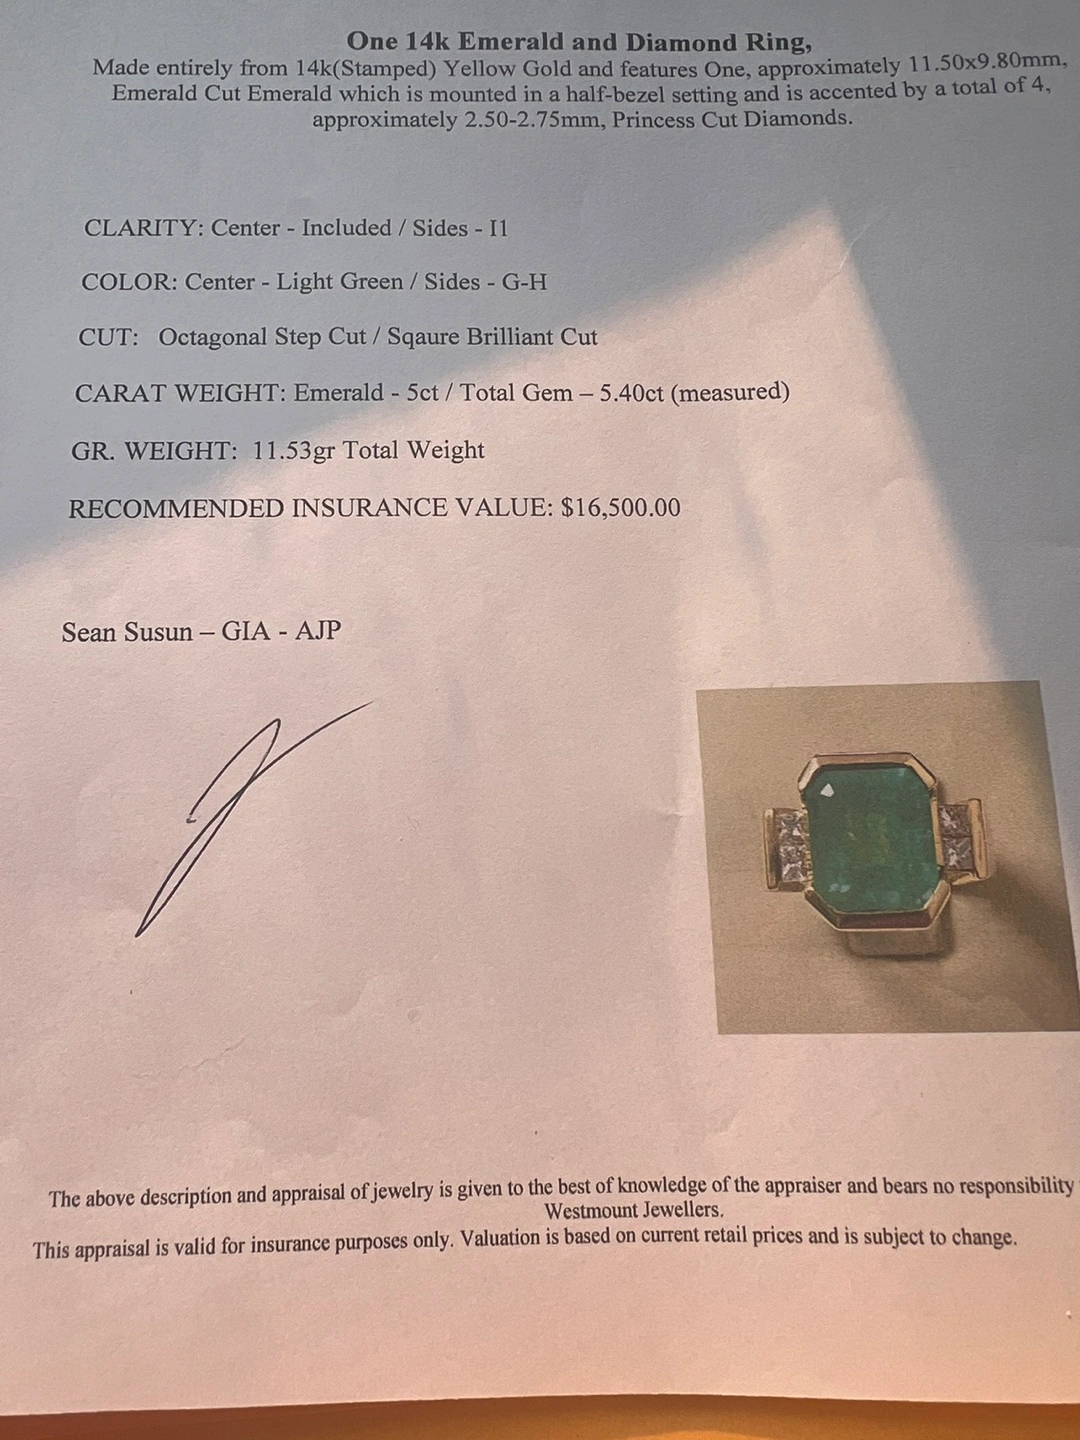 One 14k Emerald and Diamond Ring,
Made entirely from 14k(Stamped) Yellow Gold and features One, approximately 11.50x9.80mm,
Emerald Cut Emerald which is mounted in a half-bezel setting and is accented by a total of 4,
approximately 2.50-2.75mm, Princess Cut Diamonds.
CLARITY: Center - Included / Sides - I1
COLOR: Center - Light Green / Sides - G-H
CUT: Octagonal Step Cut / Sqaure Brilliant Cut
CARAT WEIGHT: Emerald - 5ct / Total Gem – 5.40ct (measured)
GR. WEIGHT: 11.53gr Total Weight
RECOMMENDED INSURANCE VALUE: $16,500.00
Sean Susun – GIA - AJP
The above description and appraisal of jewelry is given to the best of knowledge of the appraiser and bears no responsibility
Westmount Jewellers.
This appraisal is valid for insurance purposes only. Valuation is based on current retail prices and is subject to change.